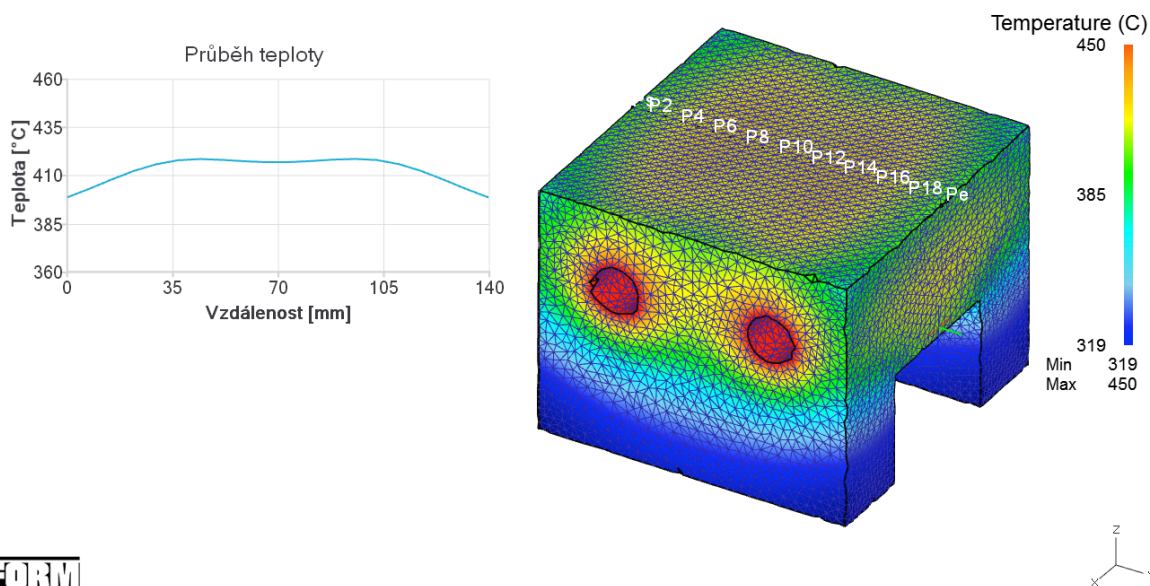 Průběh teploty
460
435
410
385
360
0 35 70 105 140
Teplota [°C]
Vzdálenost [mm]
P2
P4
P6
P8
P10
P12
P14
P16
P18
Pe
Temperature (C)
450
385
319
Min 319
Max 450
Z
X
FORM